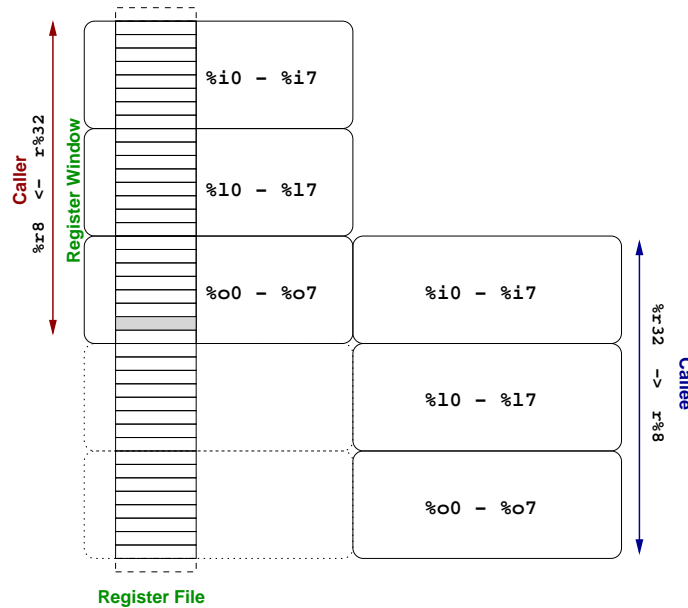 Caller
%r8 <- r%32
Register Window
%i0 - %i7
%l0 - %l7
%o0 - %o7
%i0 - %i7
%l0 - %l7
%o0 - %o7
%r32 -> r%8
Callee
Register File